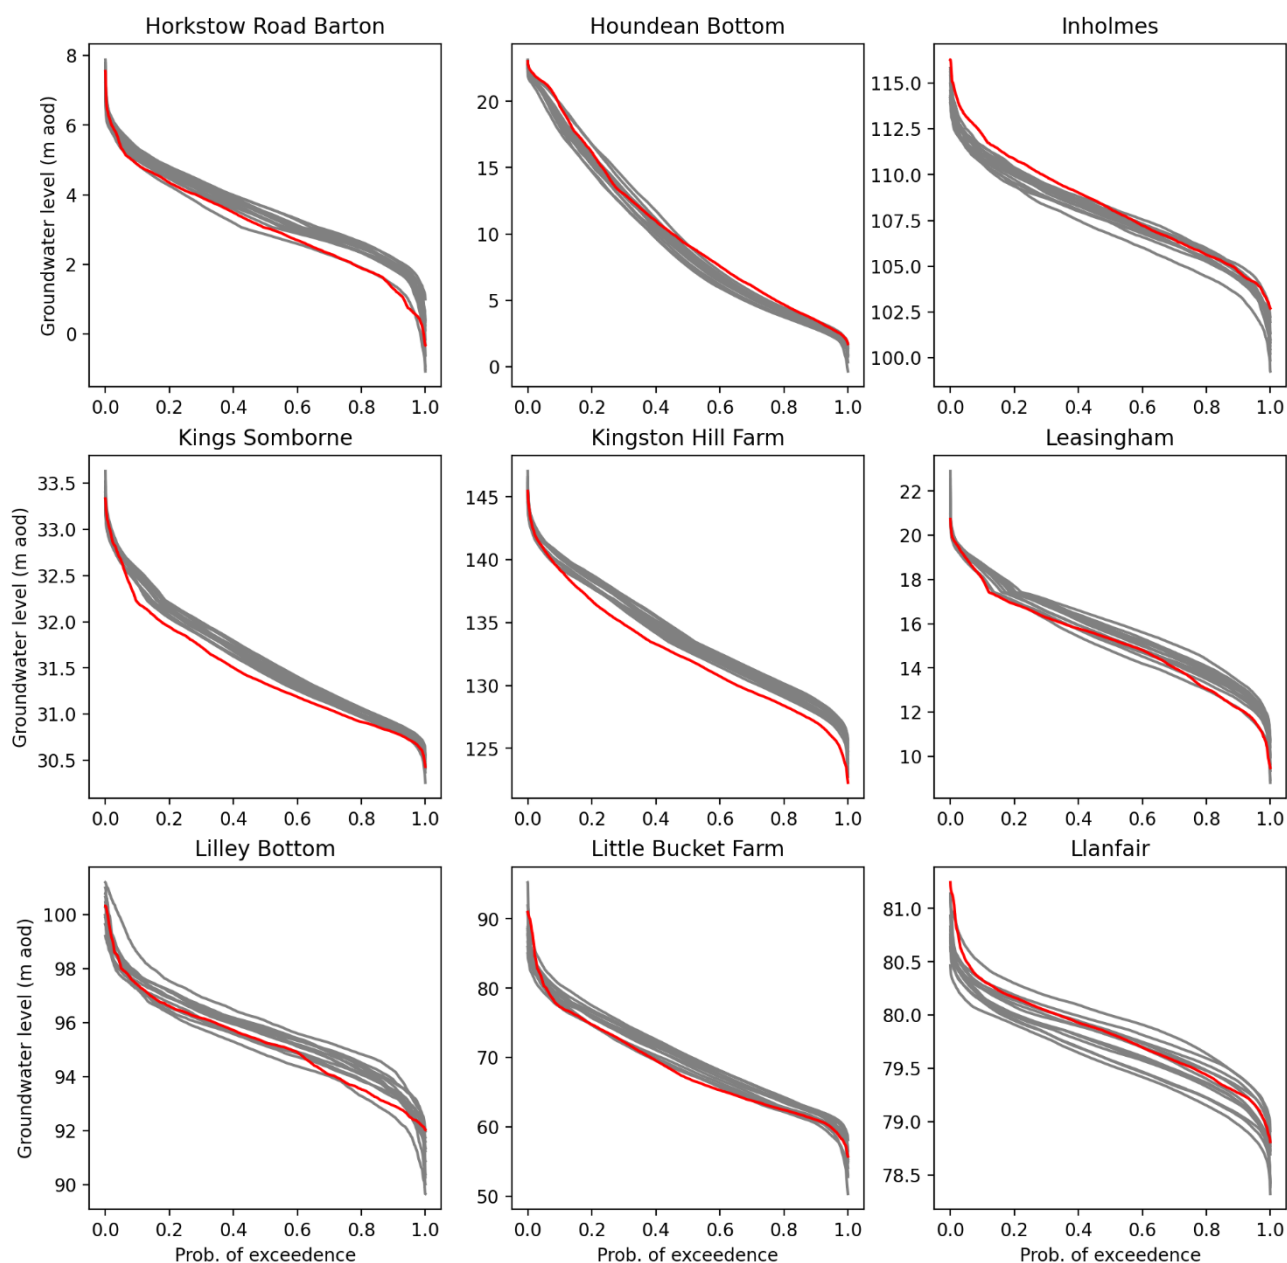 Horkstow Road Barton
Houndean Bottom
Inholmes
Groundwater level (m aod)
8
6
4
2
0
0.0 0.2 0.4 0.6 0.8 1.0
20
15
10
5
0
0.0 0.2 0.4 0.6 0.8 1.0
115.0
112.5
110.0
107.5
105.0
102.5
100.0
0.0 0.2 0.4 0.6 0.8 1.0
Kings Somborne
Kingston Hill Farm
Leasingham
Groundwater level (m aod)
33.5
33.0
32.5
32.0
31.5
31.0
30.5
0.0 0.2 0.4 0.6 0.8 1.0
145
140
135
130
125
0.0 0.2 0.4 0.6 0.8 1.0
22
20
18
16
14
12
10
0.0 0.2 0.4 0.6 0.8 1.0
Lilley Bottom
Little Bucket Farm
Llanfair
Groundwater level (m aod)
100
98
96
94
92
90
0.0 0.2 0.4 0.6 0.8 1.0
Prob. of exceedence
90
80
70
60
50
0.0 0.2 0.4 0.6 0.8 1.0
Prob. of exceedence
81.0
80.5
80.0
79.5
79.0
78.5
0.0 0.2 0.4 0.6 0.8 1.0
Prob. of exceedence